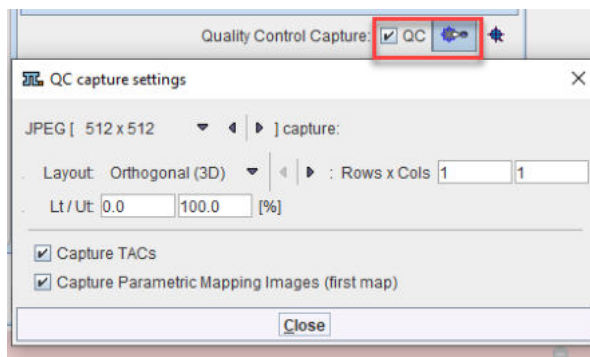 Quality Control Capture: QC
QC capture settings
JPEG [ 512 x 512 ] capture:
Layout: Orthogonal (3D) : Rows x Cols 1 1
Lt / Ut: 0.0 100.0 [%]
Capture TACs
Capture Parametric Mapping Images (first map)
Close